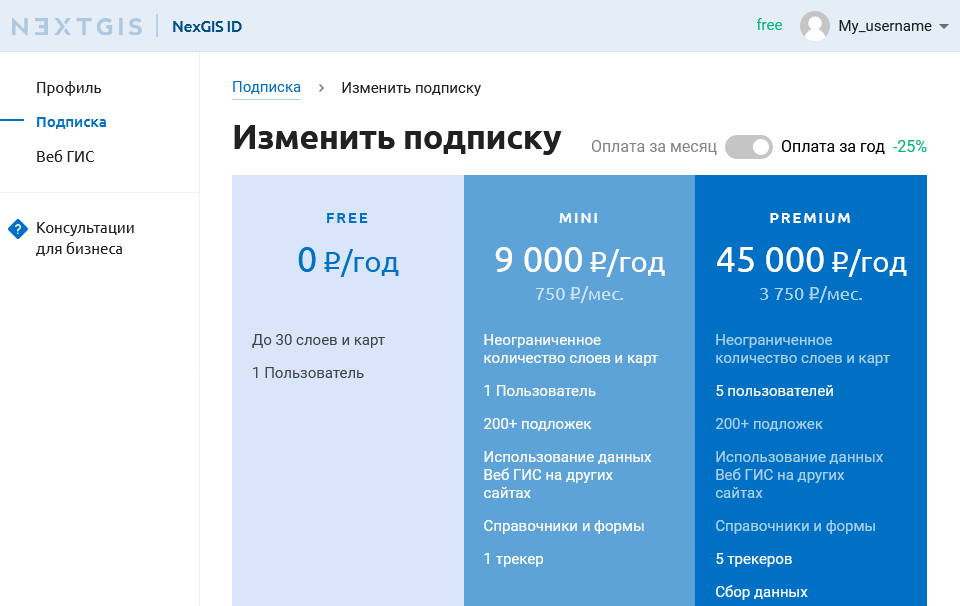 NEXTGIS
NexGIS ID
free
My_username
Профиль
Подписка
Веб ГИС
?
Консультации
для бизнеса
Подписка > Изменить подписку
Изменить подписку
Оплата за месяц
Оплата за год -25%
FREE
0 ₽/год
До 30 слоев и карт
1 Пользователь
MINI
9 000 ₽/год
750 ₽/мес.
Неограниченное
количество слоев и карт
1 Пользователь
200+ подложек
Использование данных
Веб ГИС на других
сайтах
Справочники и формы
1 трекер
PREMIUM
45 000 ₽/год
3 750 ₽/мес.
Неограниченное
количество слоев и карт
5 пользователей
200+ подложек
Использование данных
Веб ГИС на других
сайтах
Справочники и формы
5 трекеров
Сбор данных